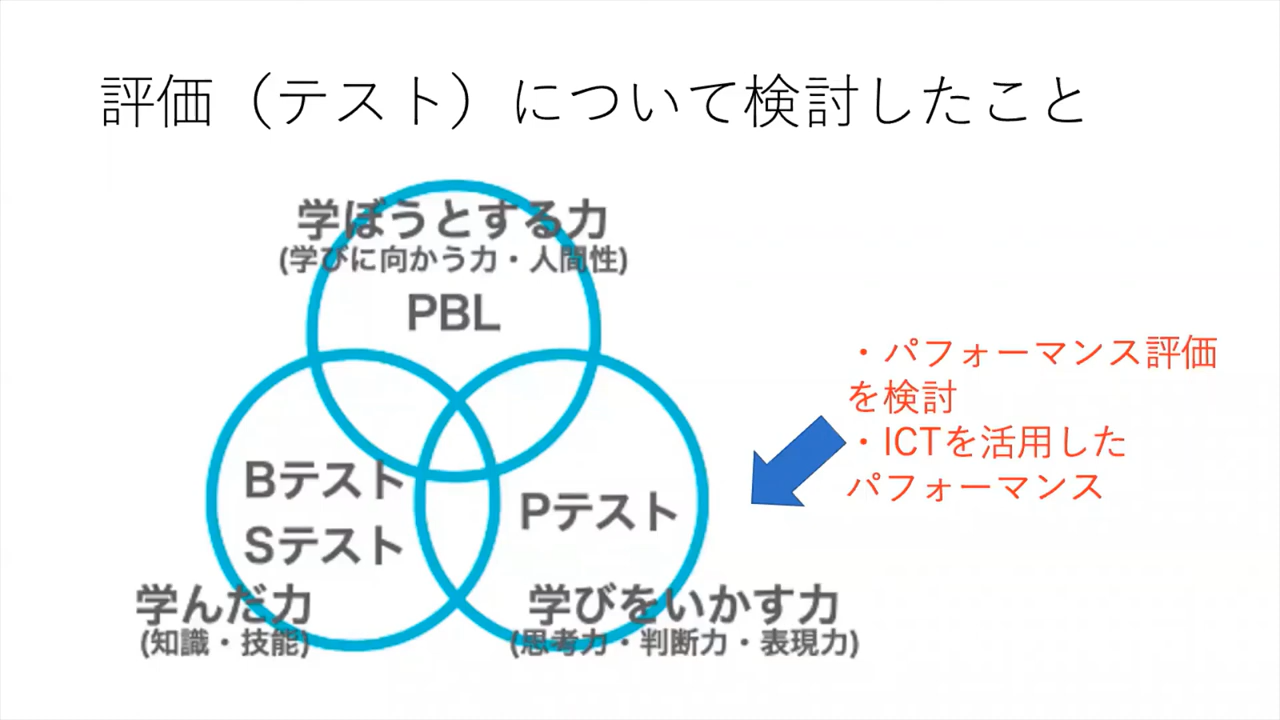 評価（テスト）について検討したこと
学ぼうとする力
(学びに向かう力・人間性)
PBL
・パフォーマンス評価
を検討
・ICTを活用した
パフォーマンス
Bテスト
Sテスト
Pテスト
学んだ力
(知識・技能)
学びをいかす力
(思考力・判断力・表現力)